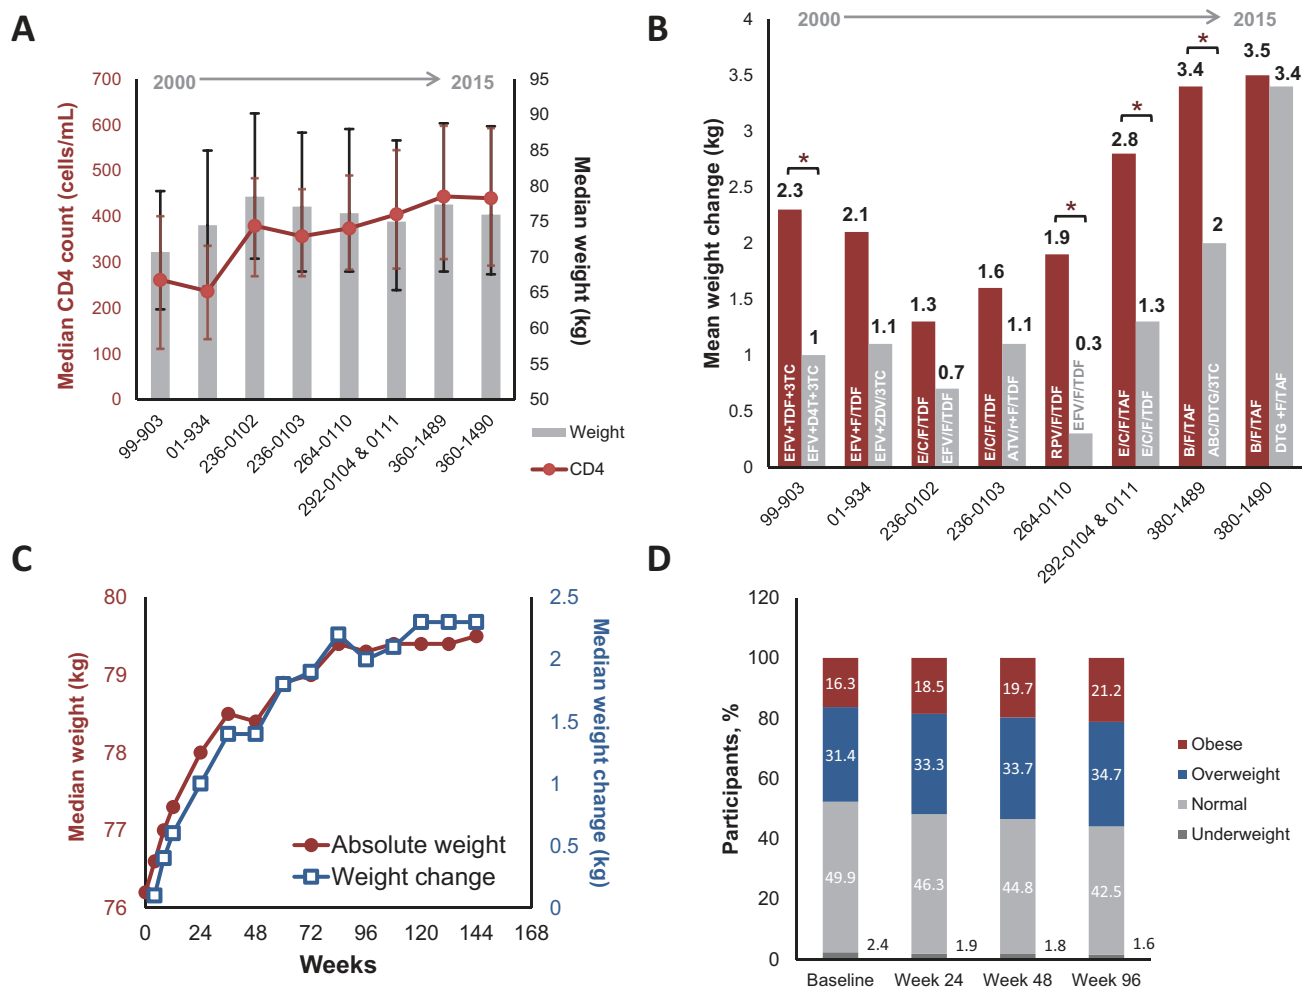 A
2000
2015
700
600
500
400
300
200
100
0
Median CD4 count (cells/mL)
95
90
85
80
75
70
65
60
55
50
Median weight
(kg)
99-903
01-934
236-0102
236-0103
264-0110
292-0104 & 0111
360-1489
360-1490
Weight
CD4
B
2000
2015
4
3.5
3
2.5
2
1.5
1
0.5
0
Mean weight change (kg)
2.3
*
1
2.1
1.1
1.3
0.7
1.6
1.1
1.9
*
0.3
2.8
*
1.3
3.4
*
2
3.5
3.4
EFV+TDF+3TC
EFV+D4T+3TC
EFV+F/TDF
EFV+ZDV/3TC
E/C/F/TDF
EFV/F/TDF
E/C/F/TDF
ATV/r+F/TDF
RPV/F/TDF
EFV/F/TDF
E/C/F/TAF
E/C/F/TDF
B/F/TAF
ABC/DTG/3TC
B/F/TAF
DTG +F/TAF
99-903
01-934
236-0102
236-0103
264-0110
292-0104 & 0111
380-1489
380-1490
C
80
79
78
77
76
Median weight (kg)
2.5
2
1.5
1
0.5
0
Median weight change (kg)
Absolute weight
Weight change
0 24 48 72 96 120 144 168
Weeks
D
120
100
80
60
40
20
0
Participants, %
16.3
31.4
49.9
2.4
18.5
33.3
46.3
1.9
19.7
33.7
44.8
1.8
21.2
34.7
42.5
1.6
Baseline Week 24 Week 48 Week 96
Obese
Overweight
Normal
Underweight